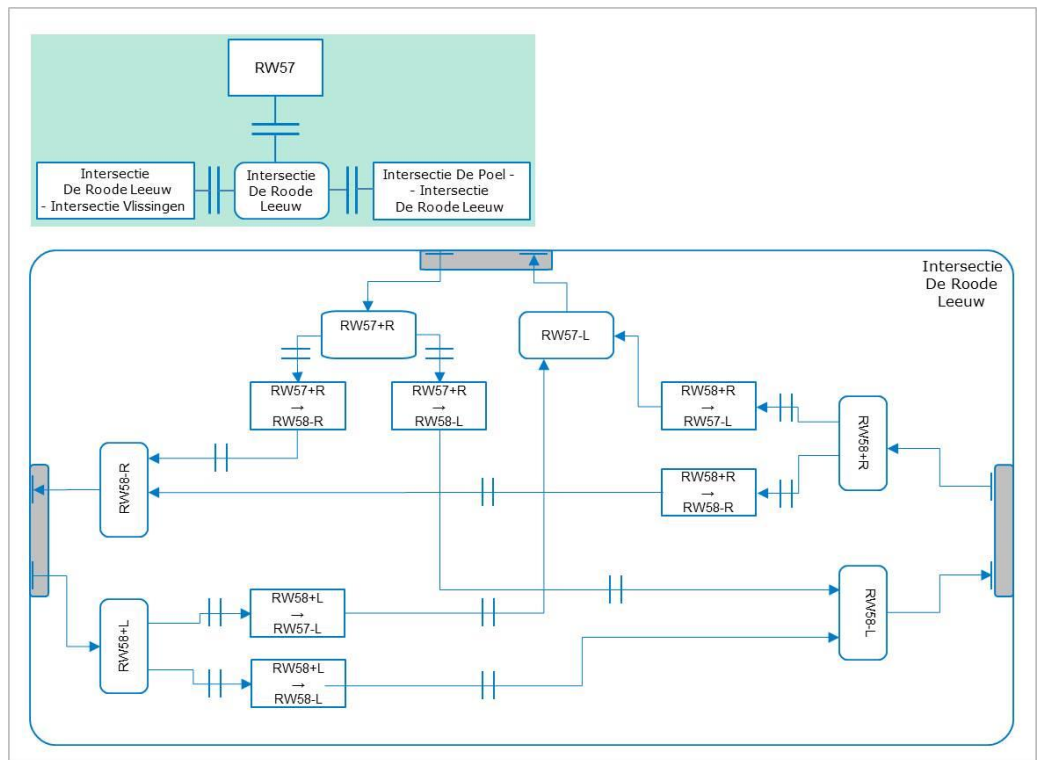 RW57
Intersectie
De Roode Leeuw
- Intersectie Vlissingen
Intersectie
De Roode
Leeuw
Intersectie De Poel -
- Intersectie
De Roode Leeuw
Intersectie
De Roode
Leeuw
RW57+R
RW57-L
RW57+R
→
RW58-R
RW57+R
→
RW58-L
RW58+R
→
RW57-L
RW58+R
RW58-R
RW58+R
→
RW58-R
RW58+L
→
RW57-L
RW58-L
RW58+L
RW58+L
→
RW58-L